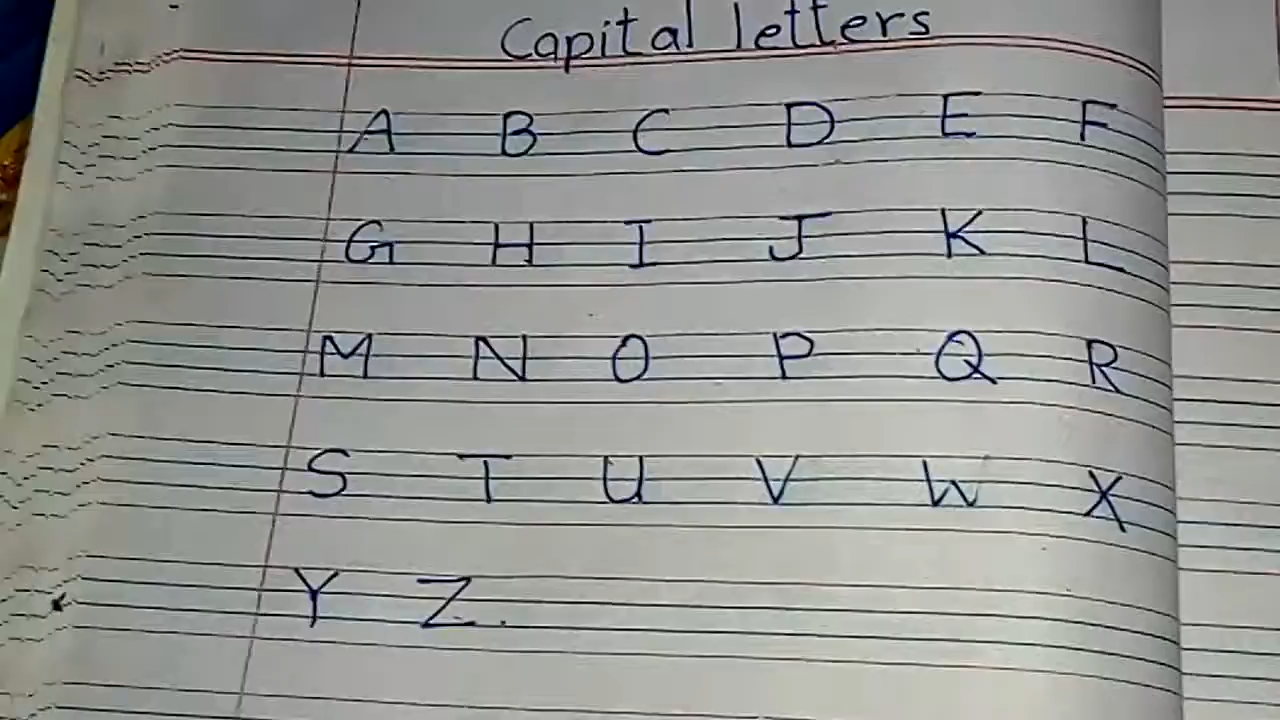 Capital letters
A B C D E F
G H I J K L
M N O P Q R
S T U V W X
Y Z.